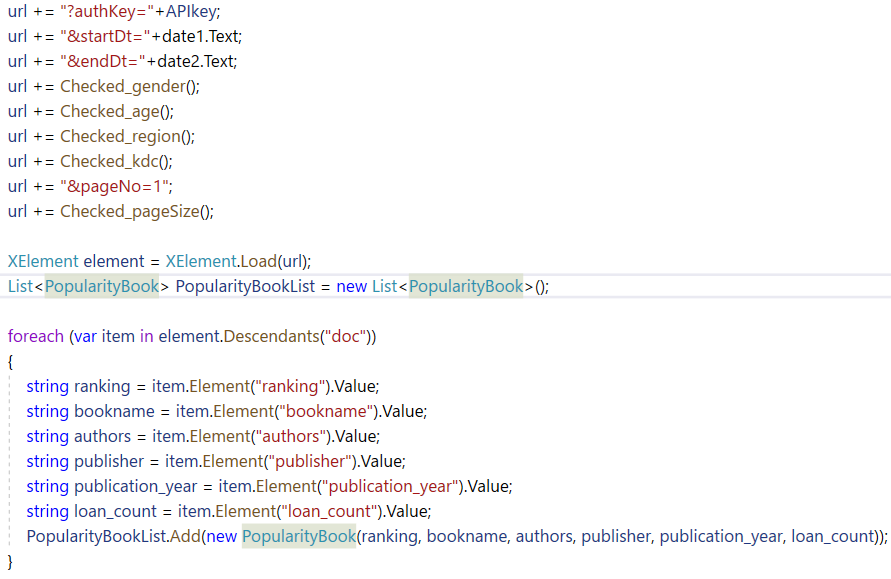 url += "?authKey="+APIkey;
url += "&startDt="+date1.Text;
url += "&endDt="+date2.Text;
url += Checked_gender();
url += Checked_age();
url += Checked_region();
url += Checked_kdc();
url += "&pageNo=1";
url += Checked_pageSize();
XElement element = XElement.Load(url);
List<PopularityBook> PopularityBookList = new List<PopularityBook>();
foreach (var item in element.Descendants("doc"))
{
string ranking = item.Element("ranking").Value;
string bookname = item.Element("bookname").Value;
string authors = item.Element("authors").Value;
string publisher = item.Element("publisher").Value;
string publication_year = item.Element("publication_year").Value;
string loan_count = item.Element("loan_count").Value;
PopularityBookList.Add(new PopularityBook(ranking, bookname, authors, publisher, publication_year, loan_count));
}